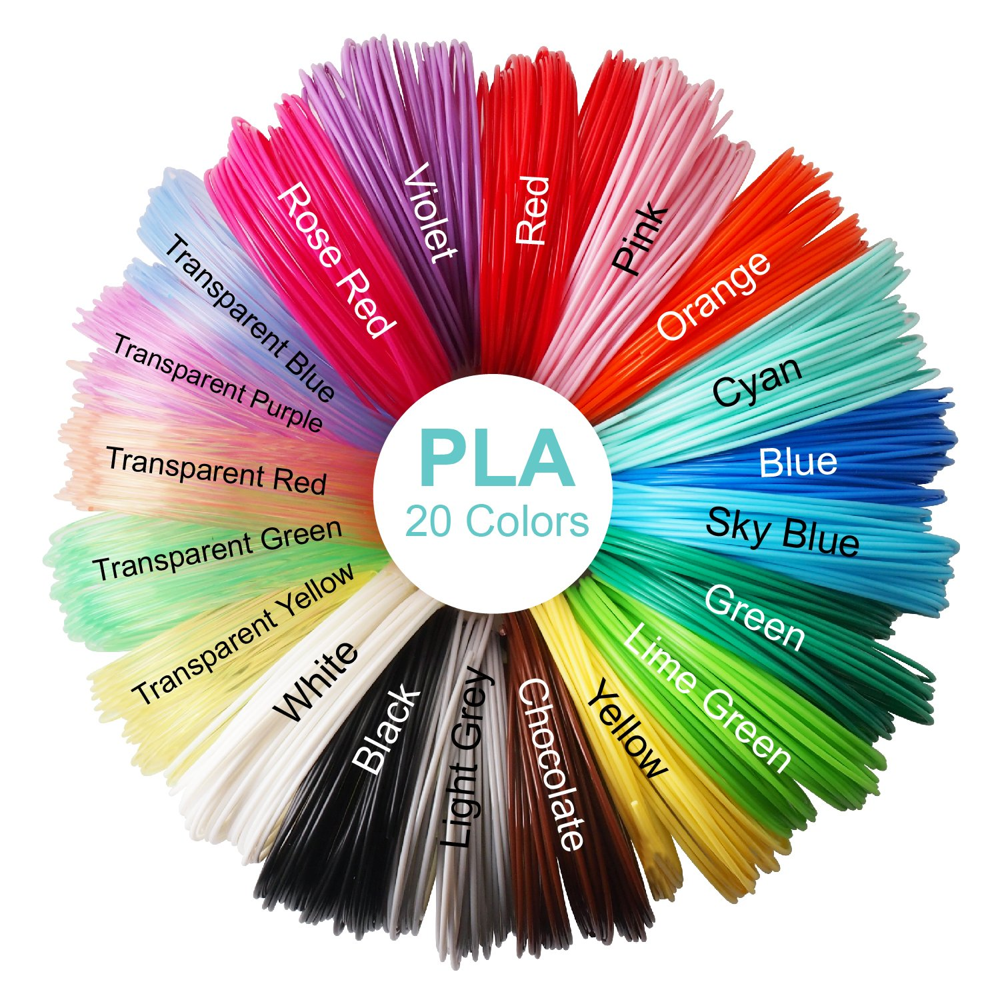 PLA
20 Colors
Red
Pink
Orange
Cyan
Blue
Sky Blue
Green
Lime Green
Yellow
Chocolate
Light Grey
Black
White
Transparent Yellow
Transparent Green
Transparent Red
Transparent Purple
Transparent Blue
Rose Red
Violet